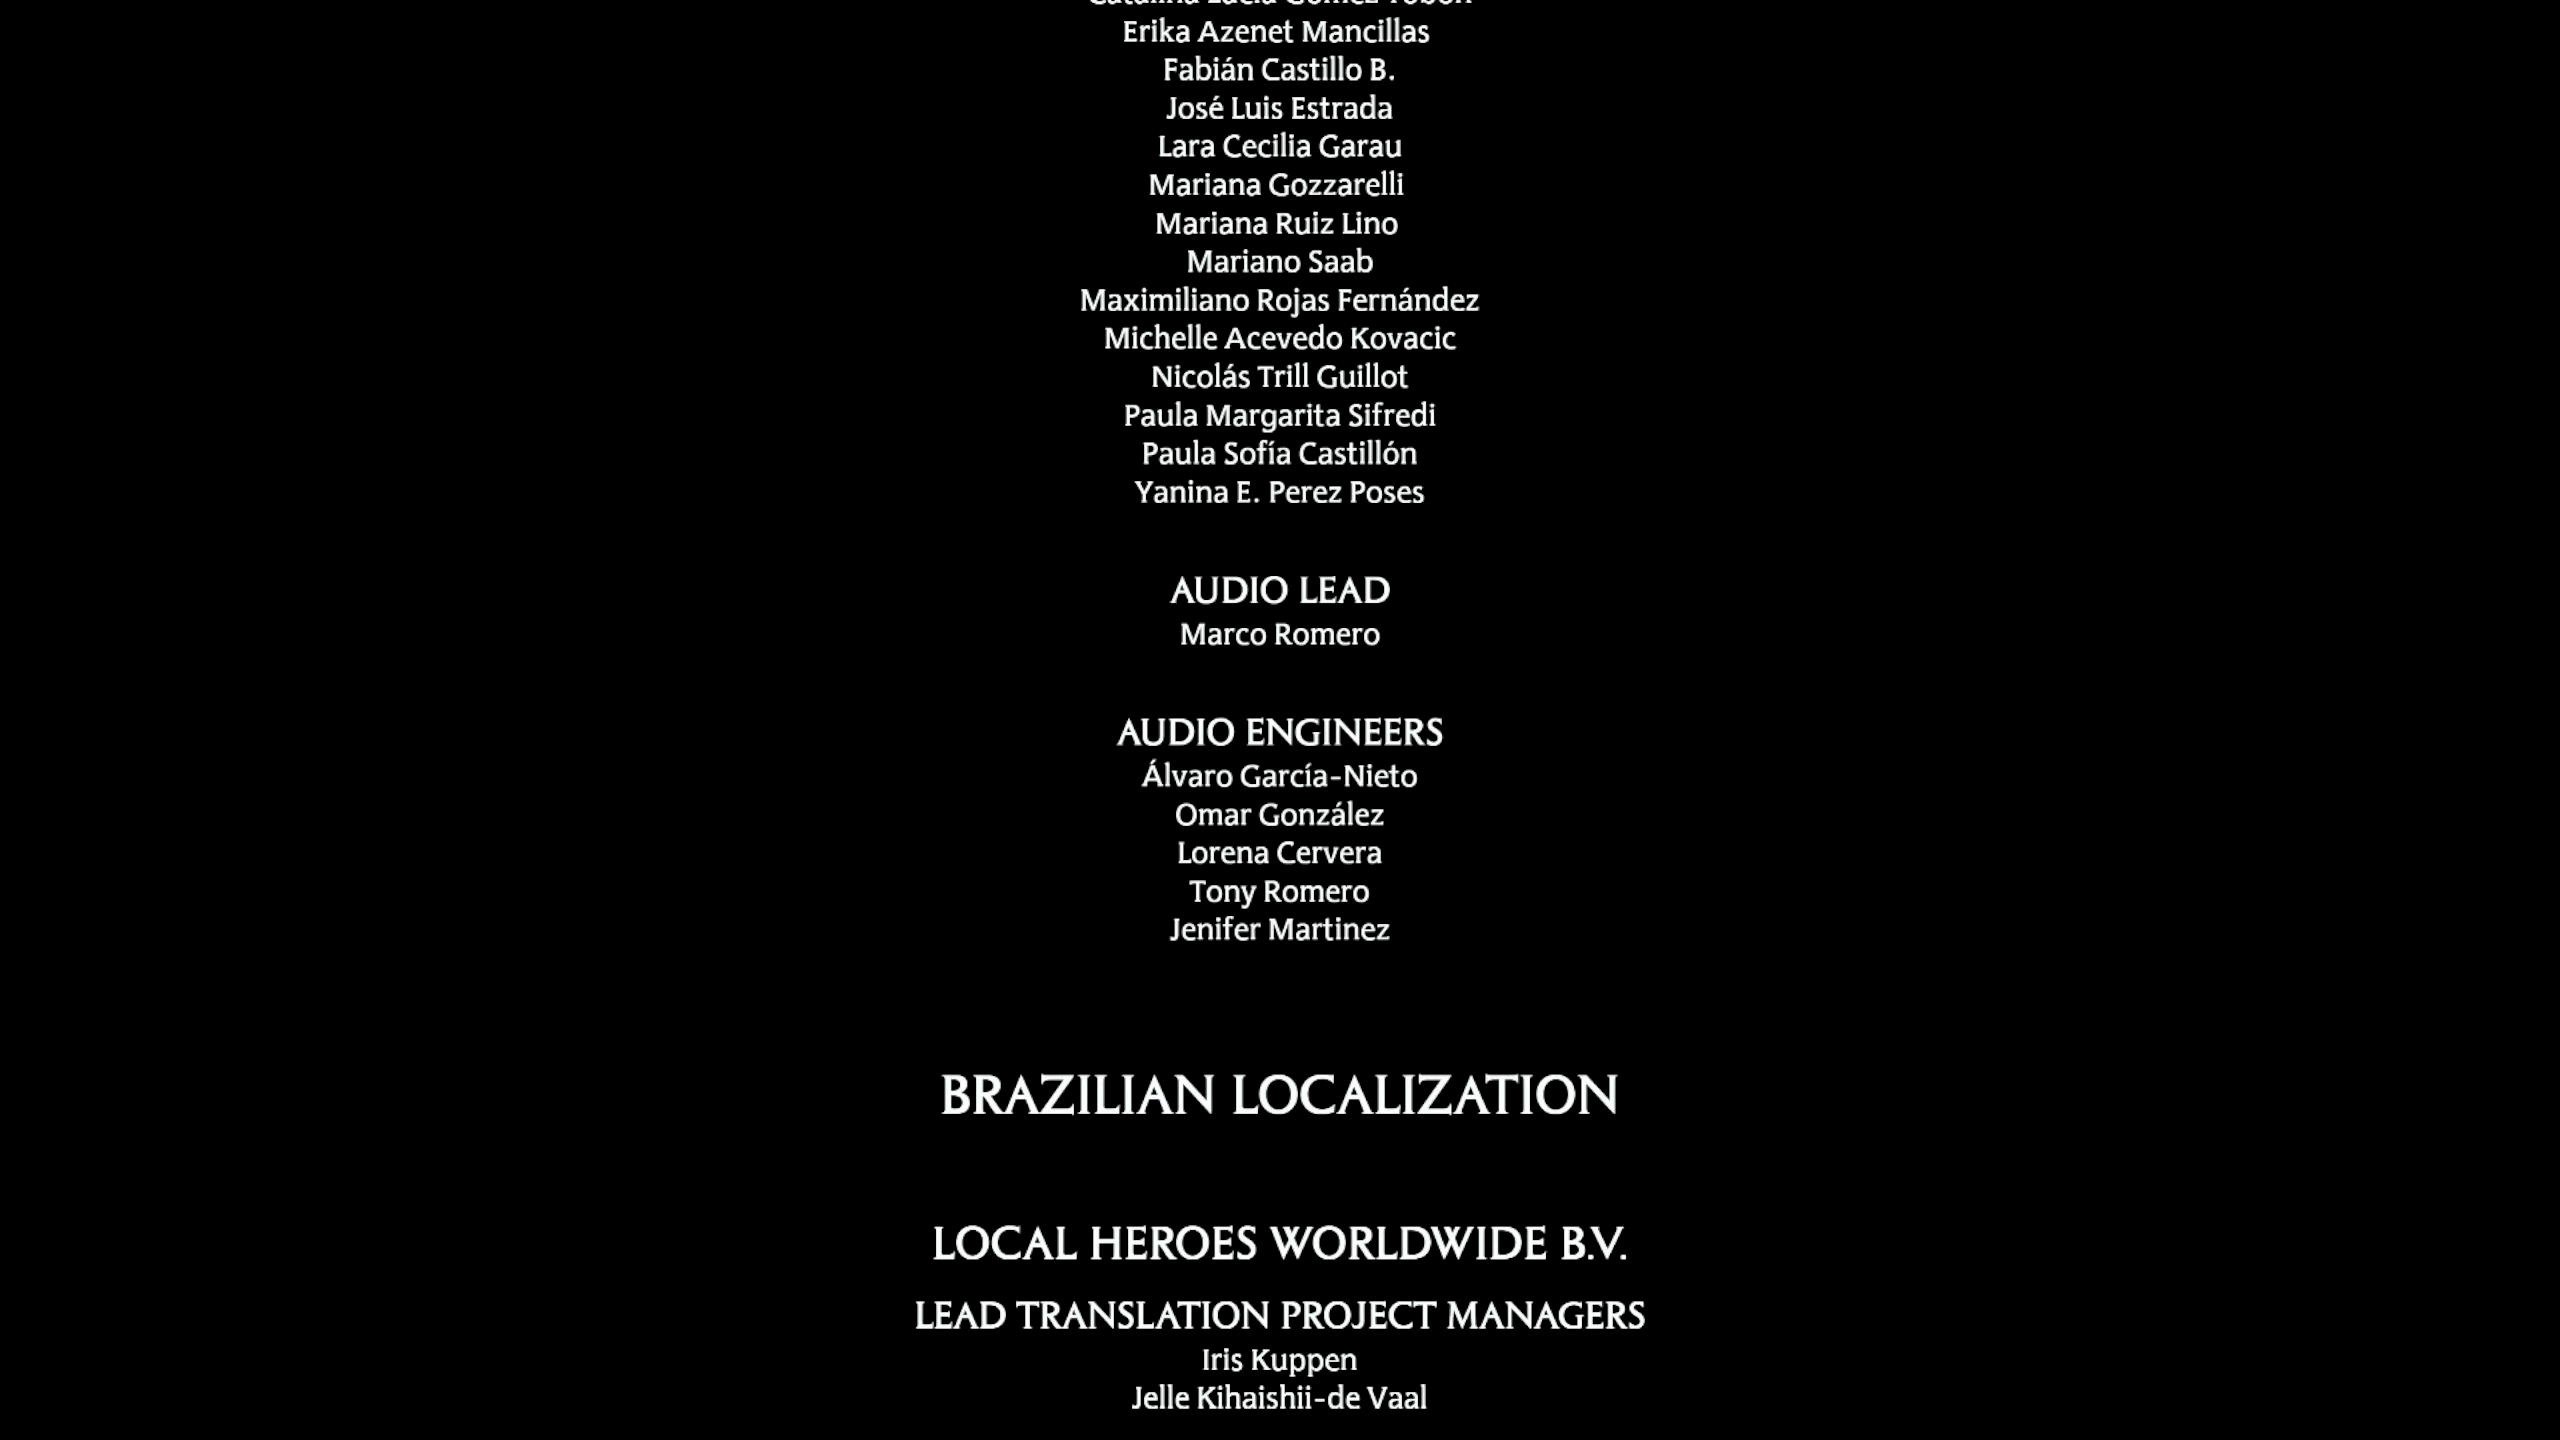 Erika Azenet Mancillas
Fabián Castillo B.
José Luis Estrada
Lara Cecilia Garau
Mariana Gozzarelli
Mariana Ruiz Lino
Mariano Saab
Maximiliano Rojas Fernández
Michelle Acevedo Kovacic
Nicolás Trill Guillot
Paula Margarita Sifredi
Paula Sofía Castillón
Yanina E. Perez Poses
AUDIO LEAD
Marco Romero
AUDIO ENGINEERS
Álvaro García-Nieto
Omar González
Lorena Cervera
Tony Romero
Jenifer Martinez
BRAZILIAN LOCALIZATION
LOCAL HEROES WORLDWIDE B.V.
LEAD TRANSLATION PROJECT MANAGERS
Iris Kuppen
Jelle Kihaishii-de Vaal